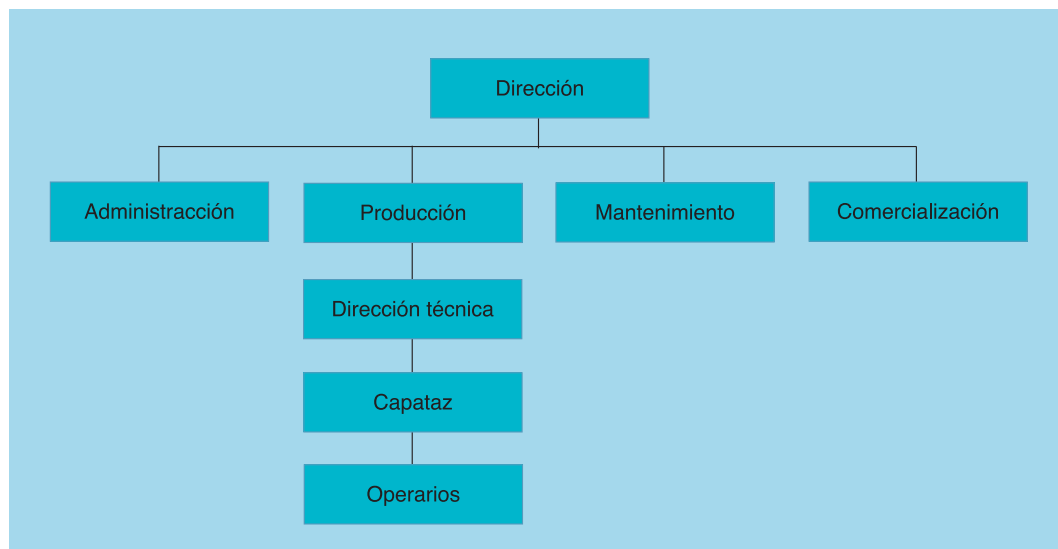 Dirección
Administracción
Producción
Mantenimiento
Comercialización
Dirección técnica
Capataz
Operarios